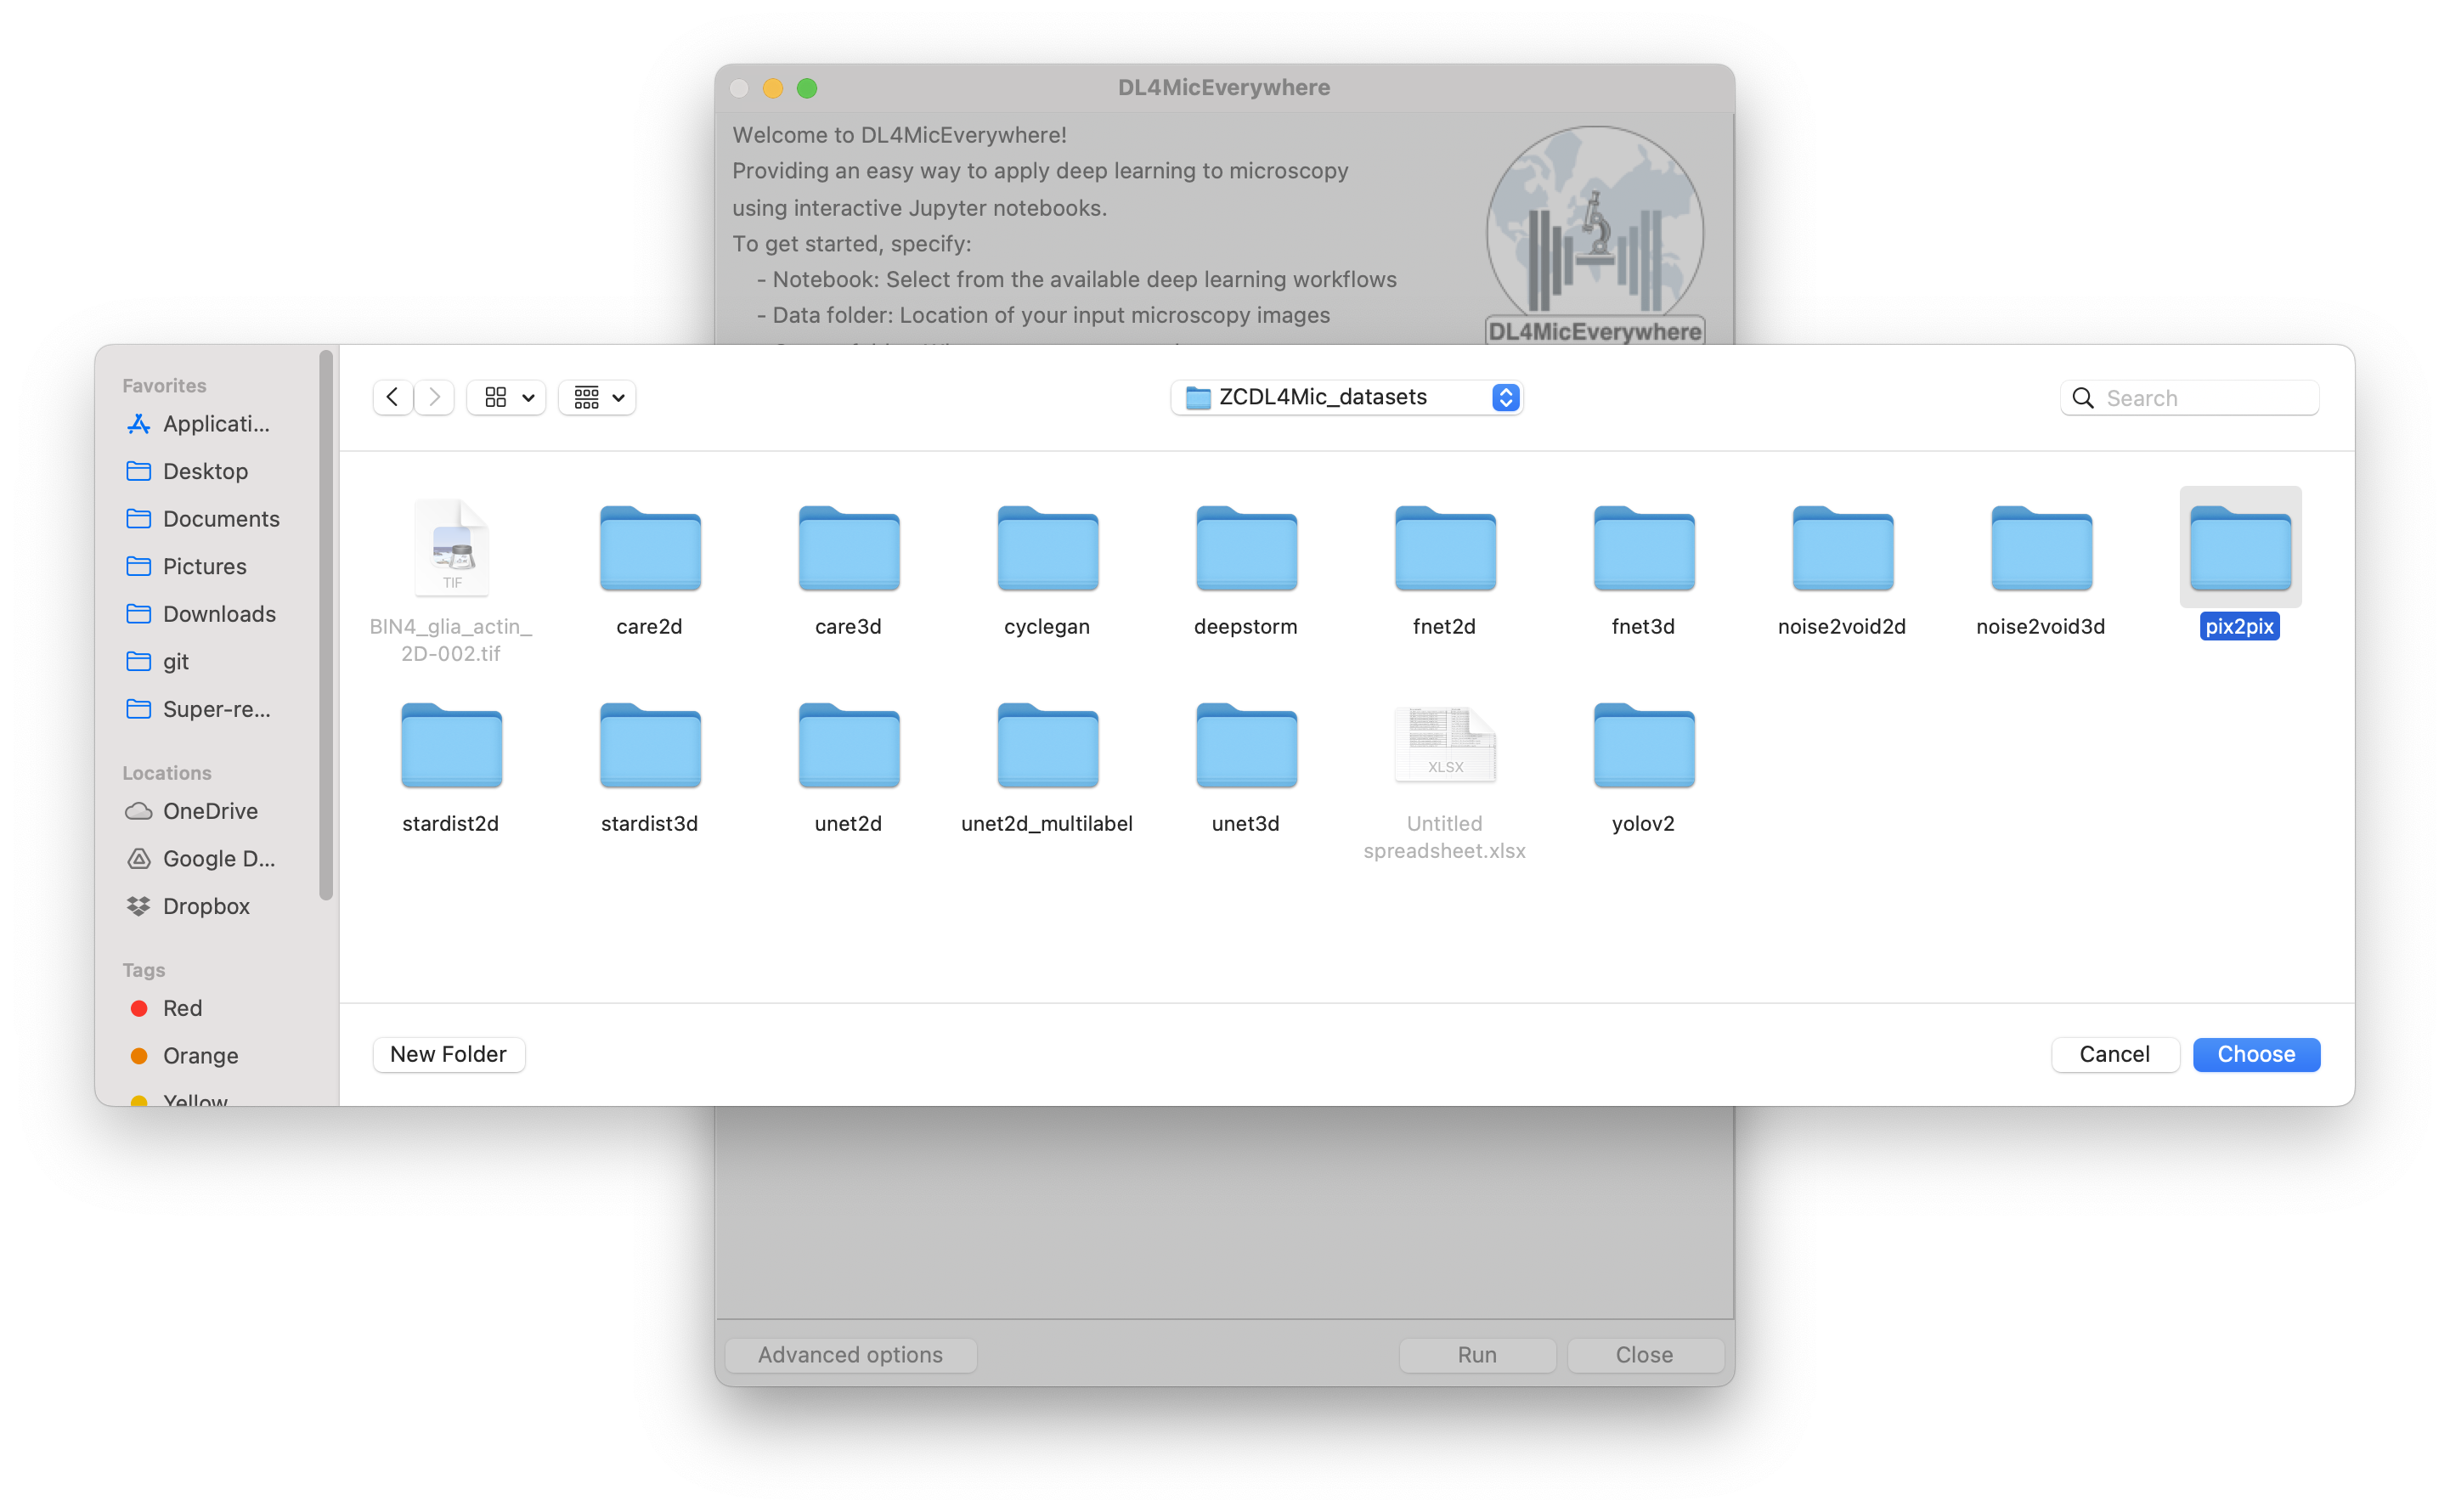 DL4MicEverywhere
Welcome to DL4MicEverywhere!
Providing an easy way to apply deep learning to microscopy
using interactive Jupyter notebooks.
To get started, specify:
- Notebook: Select from the available deep learning workflows
- Data folder: Location of your input microscopy images
DL4MicEverywhere
Favorites
Applicati...
Desktop
Documents
Pictures
Downloads
git
Super-re...
Locations
OneDrive
Google D...
Dropbox
Tags
Red
Orange
Yellow
ZCDL4Mic_datasets
Search
TIF
BIN4_glia_actin_
2D-002.tif
care2d
care3d
cyclegan
deepstorm
fnet2d
fnet3d
noise2void2d
noise2void3d
pix2pix
stardist2d
stardist3d
unet2d
unet2d_multilabel
unet3d
XLSX
Untitled
spreadsheet.xlsx
yolov2
New Folder
Cancel
Choose
Advanced options
Run
Close